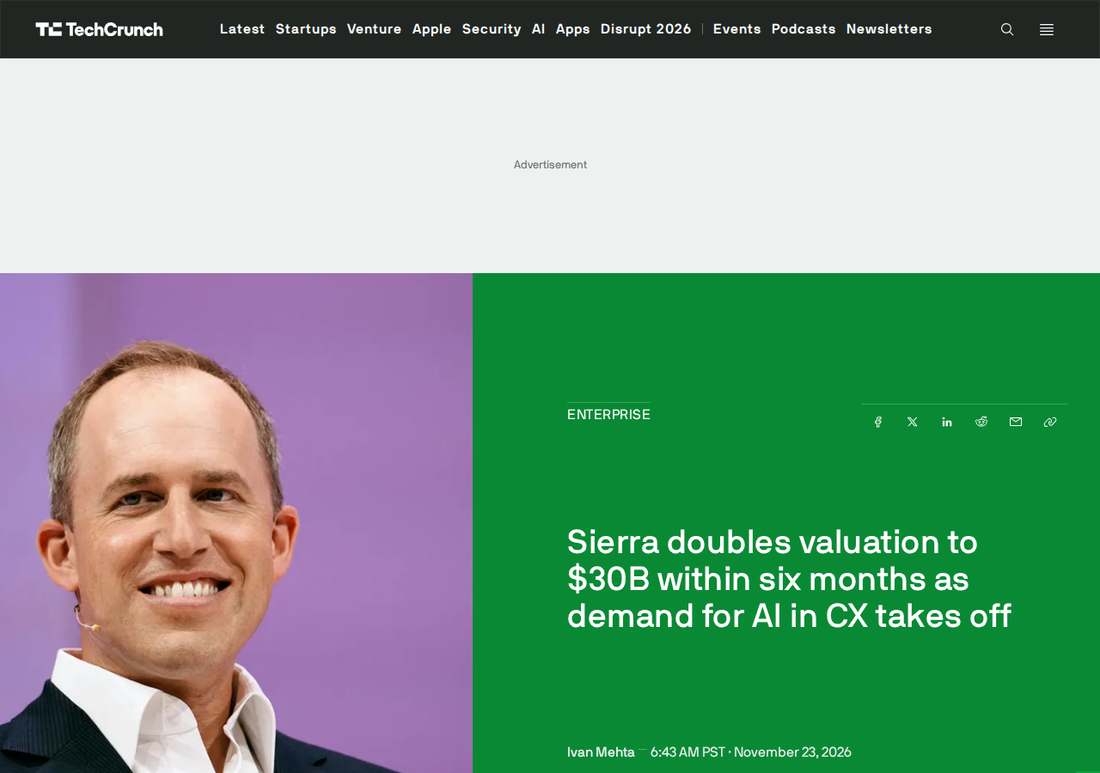 TechCrunch
Latest Startups Venture Apple Security AI Apps Disrupt 2026 | Events Podcasts Newsletters
Advertisement
ENTERPRISE
Sierra doubles valuation to
$30B within six months as
demand for AI in CX takes off
Ivan Mehta — 6:43 AM PST · November 23, 2026